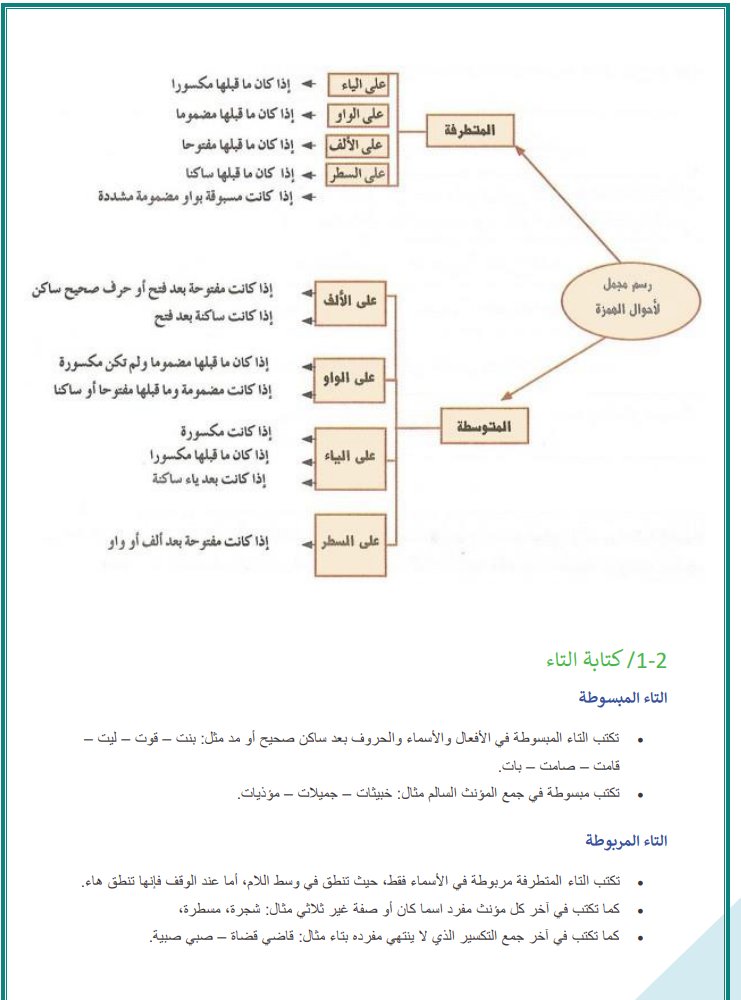 على الياء
إذا كان ما قبلها مكسورا
على الواو
إذا كان ما قبلها مضموما
المتطرفة
على الألف
إذا كان ما قبلها مفتوحا
على السطر
إذا كان ما قبلها ساكنا
إذا كانت مسبوقة بواو مضمومة مشددة
رسم مجمل
لأحوال الهمزة
على الألف
إذا كانت مفتوحة بعد فتح أو حرف صحيح ساكن
إذا كانت ساكنة بعد فتح
على الواو
إذا كان ما قبلها مضموما ولم تكن مكسورة
إذا كانت مضمومة وما قبلها مفتوحا أو ساكنا
المتوسطة
على الياء
إذا كانت مكسورة
إذا كان ما قبلها مكسورا
إذا كانت بعد ياء ساكنة
على السطر
إذا كانت مفتوحة بعد ألف أو واو
1-2/ كتابة التاء
التاء المبسوطة
• تكتب التاء المبسوطة في الأفعال والأسماء والحروف بعد ساكن صحيح أو مد مثل: بنت – قوت – ليت –
قامت – صامت – بات.
• تكتب مبسوطة في جمع المؤنث السالم مثال: خبيثات – جميلات – مؤذيات.
التاء المربوطة
• تكتب التاء المتطرفة مربوطة في الأسماء فقط، حيث تنطق في وسط اللام، أما عند الوقف فإنها تنطق هاء.
• كما تكتب في آخر كل مؤنث مفرد اسما كان أو صفة غير ثلاثي مثال: شجرة، مسطرة،
• كما تكتب في آخر جمع التكسير الذي لا ينتهي مفرده بتاء مثال: قاضي قضاة – صبي صبية.